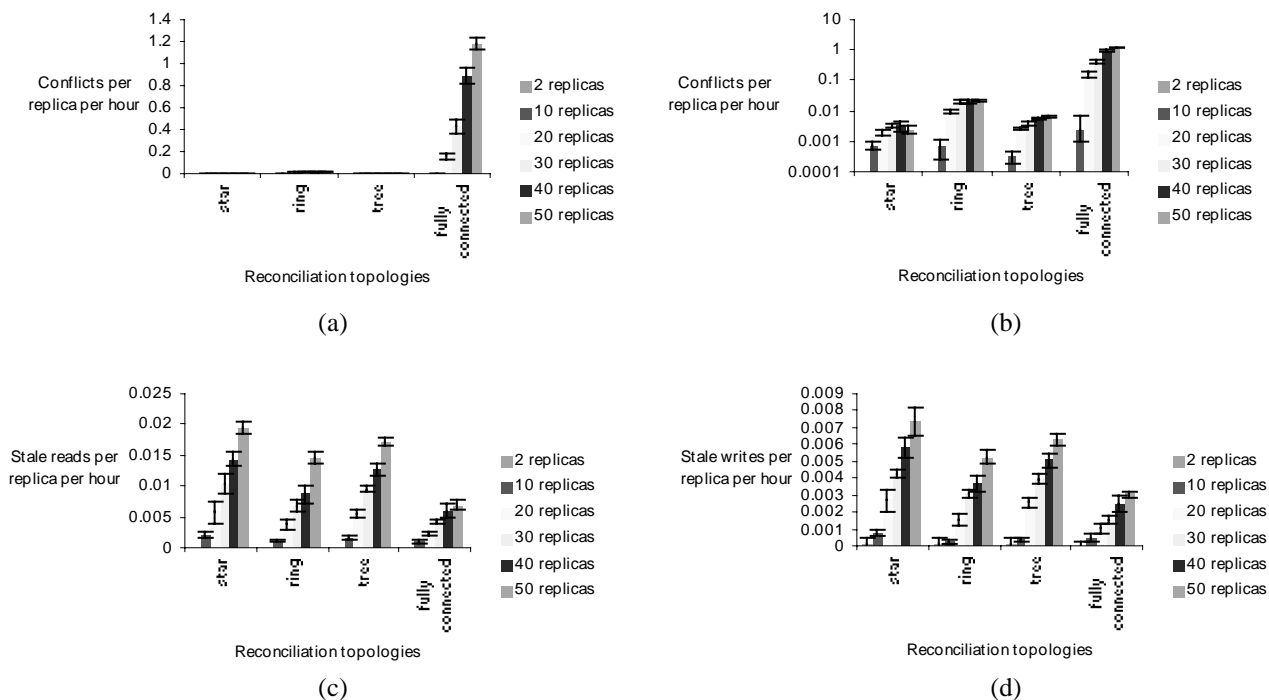 1.4
1.2
1
0.8
0.6
0.4
0.2
0
Conflicts per
replica per hour
star
ring
tree
fully
connected
Reconciliation topologies
2 replicas
10 replicas
20 replicas
30 replicas
40 replicas
50 replicas
(a)
10
1
0.1
0.01
0.001
0.0001
Conflicts per
replica per hour
star
ring
tree
fully
connected
Reconciliation topologies
2 replicas
10 replicas
20 replicas
30 replicas
40 replicas
50 replicas
(b)
0.025
0.02
0.015
0.01
0.005
0
Stale reads per
replica per hour
star
ring
tree
fully
connected
Reconciliation topologies
2 replicas
10 replicas
20 replicas
30 replicas
40 replicas
50 replicas
(c)
0.009
0.008
0.007
0.006
0.005
0.004
0.003
0.002
0.001
0
Stale writes per
replica per hour
star
ring
tree
fully
connected
Reconciliation topologies
2 replicas
10 replicas
20 replicas
30 replicas
40 replicas
50 replicas
(d)